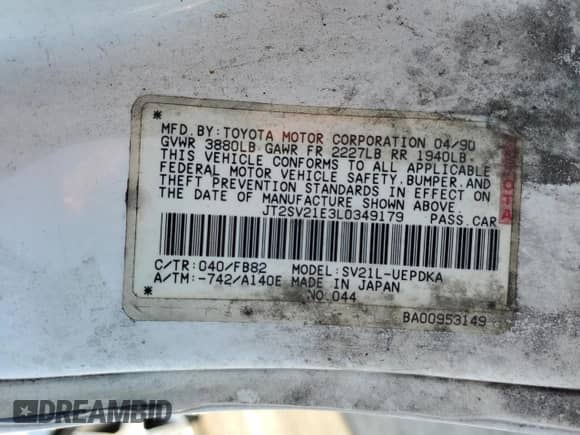 MFD.BY:TOYOTA MOTOR CORPORATION 04/90
GVWR 3880LB GAWR FR 2227LB RR 1940LB
THIS VEHICLE CONFORMS TO ALL APPLICABLE
FEDERAL MOTOR VEHICLE SAFETY,BUMPER,AND
THEFT PREVENTION STANDARDS IN EFFECT ON
THE DATE OF MANUFACTURE SHOWN ABOVE.
JT2SV21E3L0349179 PASS.CAR
TOYOTA
C/TR:040/FB82 MODEL:SV21L-UEPDKA
A/TM:-742/A140E MADE IN JAPAN
NO.044
BA00953149
DREAMBID